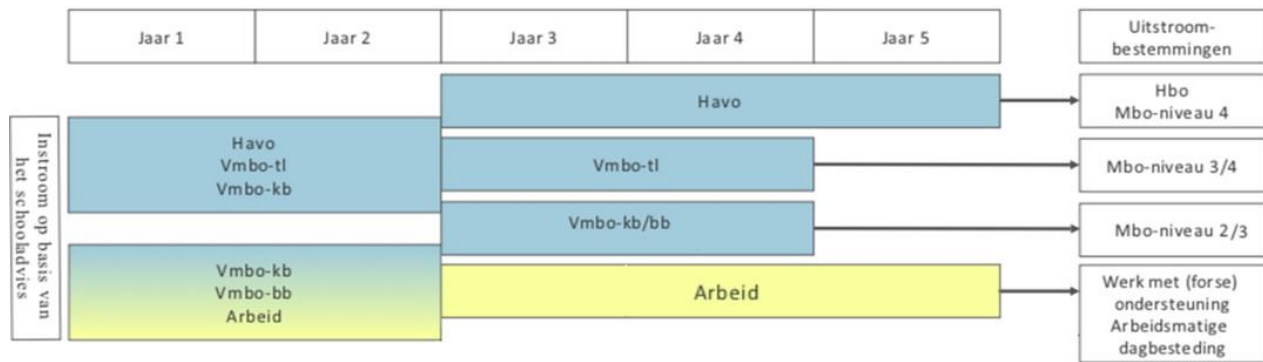 Jaar 1
Jaar 2
Jaar 3
Jaar 4
Jaar 5
Uitstroom-
bestemmingen
Instroom op basis van
het schooladvies
Havo
Vmbo-tl
Vmbo-kb
Vmbo-kb
Vmbo-bb
Arbeid
Havo
Hbo
Mbo-niveau 4
Vmbo-tl
Mbo-niveau 3/4
Vmbo-kb/bb
Mbo-niveau 2/3
Arbeid
Werk met (forse)
ondersteuning
Arbeidsmatige
dagbesteding